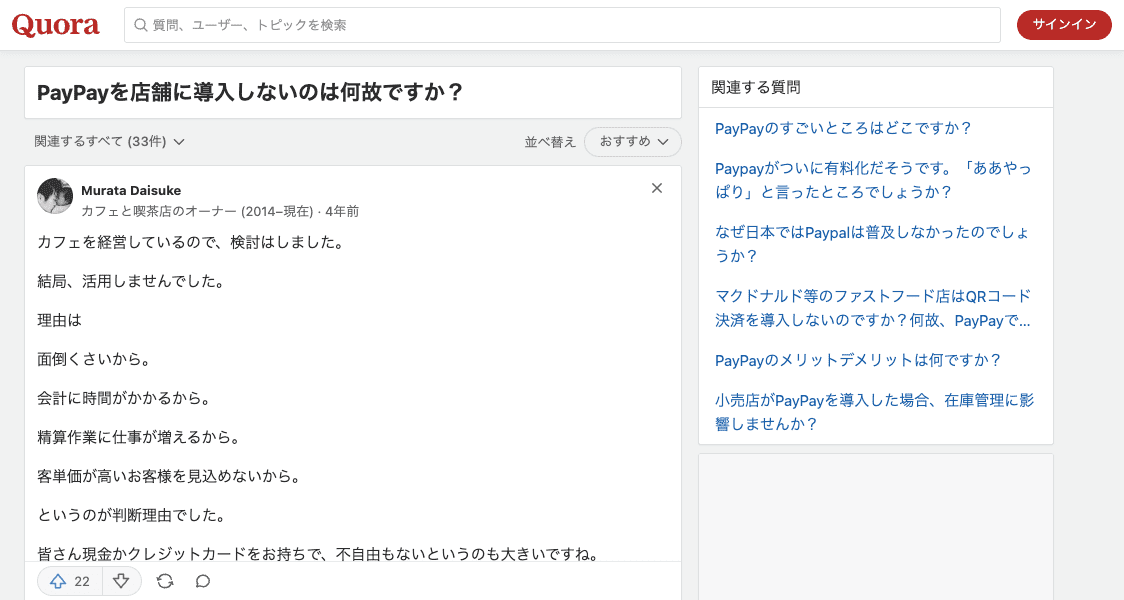 Quora
質問、ユーザー、トピックを検索
サインイン
PayPayを店舗に導入しないのは何故ですか？
関連するすべて (33件)
並べ替え
おすすめ
Murata Daisuke
カフェと喫茶店のオーナー (2014–現在) · 4年前
カフェを経営しているので、検討はしました。
結局、活用しませんでした。
理由は
面倒くさいから。
会計に時間がかかるから。
精算作業に仕事が増えるから。
客単価が高いお客様を見込めないから。
というのが判断理由でした。
皆さん現金かクレジットカードをお持ちで、不自由もないというのも大きいですね。
22
関連する質問
PayPayのすごいところはどこですか？
Paypayがついに有料化だそうです。「ああやっ
ぱり」と言ったところでしょうか？
なぜ日本ではPaypalは普及しなかったのでしょ
うか？
マクドナルド等のファストフード店はQRコード
決済を導入しないのですか？何故、PayPayで...
PayPayのメリットデメリットは何ですか？
小売店がPayPayを導入した場合、在庫管理に影
響しませんか？